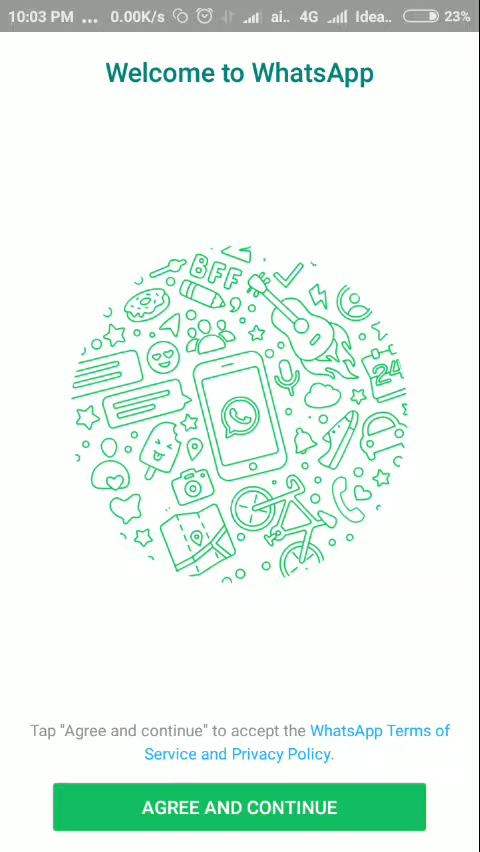 10:03 PM ... 0.00K/s ai.. 4G Idea.. 23%
Welcome to WhatsApp
BFF
24
Tap "Agree and continue" to accept the WhatsApp Terms of
Service and Privacy Policy.
AGREE AND CONTINUE